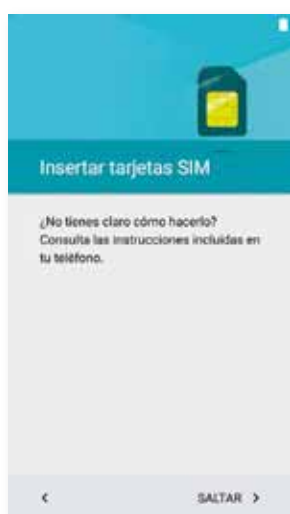 Insertar tarjetas SIM
¿No tienes claro cómo hacerlo?
Consulta las instrucciones incluidas en
tu teléfono.
SALTAR